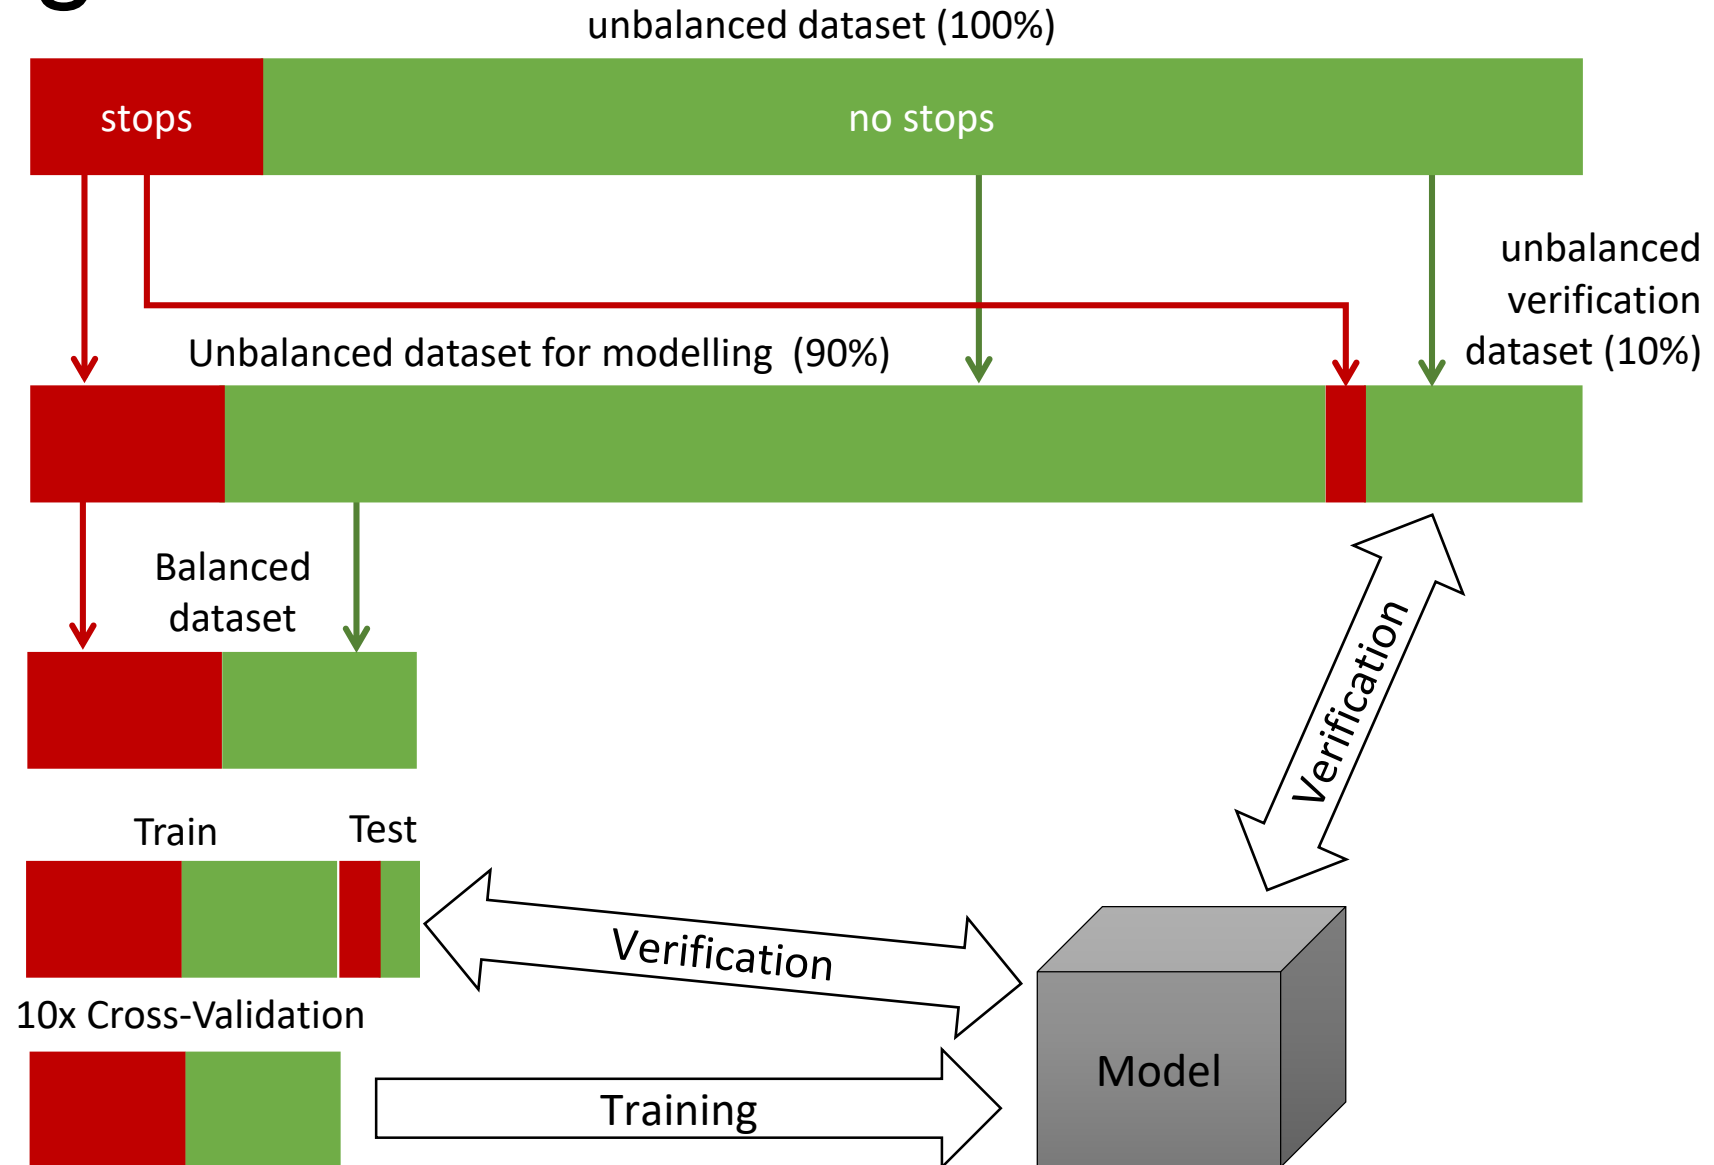 unbalanced dataset (100%)
stops
no stops
unbalanced
verification
dataset (10%)
Unbalanced dataset for modelling (90%)
Balanced
dataset
Verification
Train
Test
Verification
10x Cross-Validation
Training
Model